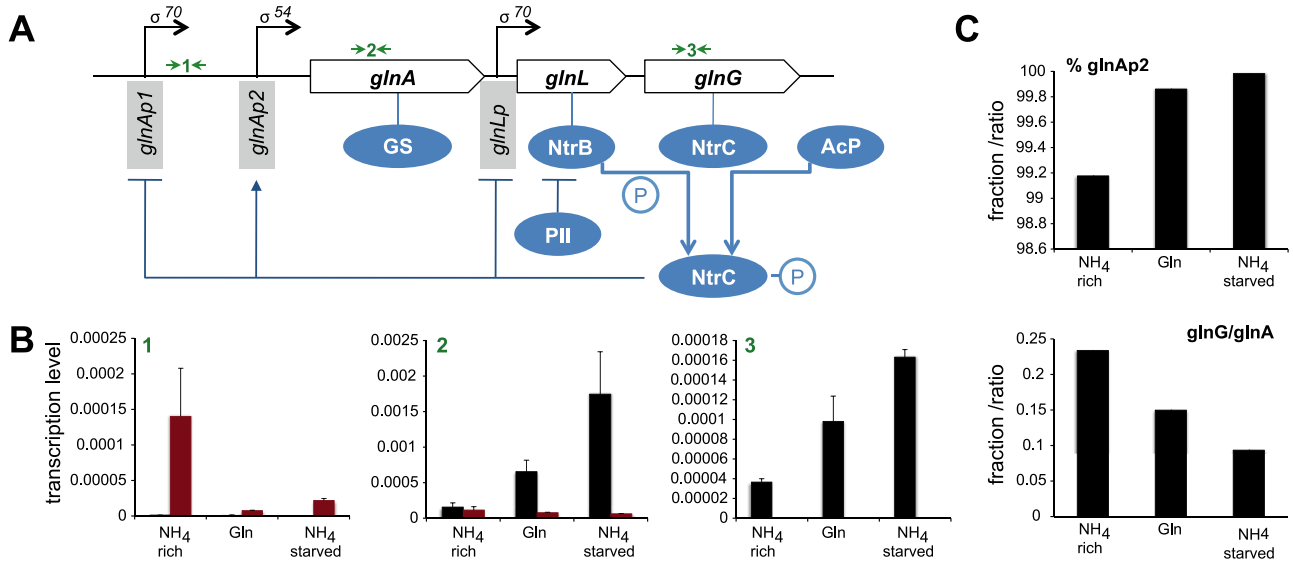 A
σ 70
σ 54
σ 70
1
2
3
glnA
glnL
glnG
glnAp1
glnAp2
glnLp
GS
NtrB
NtrC
AcP
P
PII
NtrC
P
B
transcription level
1
0.00025
0.0002
0.00015
0.0001
0.00005
0
NH4 rich
Gln
NH4 starved
2
0.0025
0.002
0.0015
0.001
0.0005
0
NH4 rich
Gln
NH4 starved
3
0.00018
0.00016
0.00014
0.00012
0.0001
0.00008
0.00006
0.00004
0.00002
0
NH4 rich
Gln
NH4 starved
C
% glnAp2
fraction /ratio
100
99.8
99.6
99.4
99.2
99
98.8
98.6
NH4 rich
Gln
NH4 starved
glnG/glnA
fraction /ratio
0.25
0.2
0.15
0.1
0.05
0
NH4 rich
Gln
NH4 starved